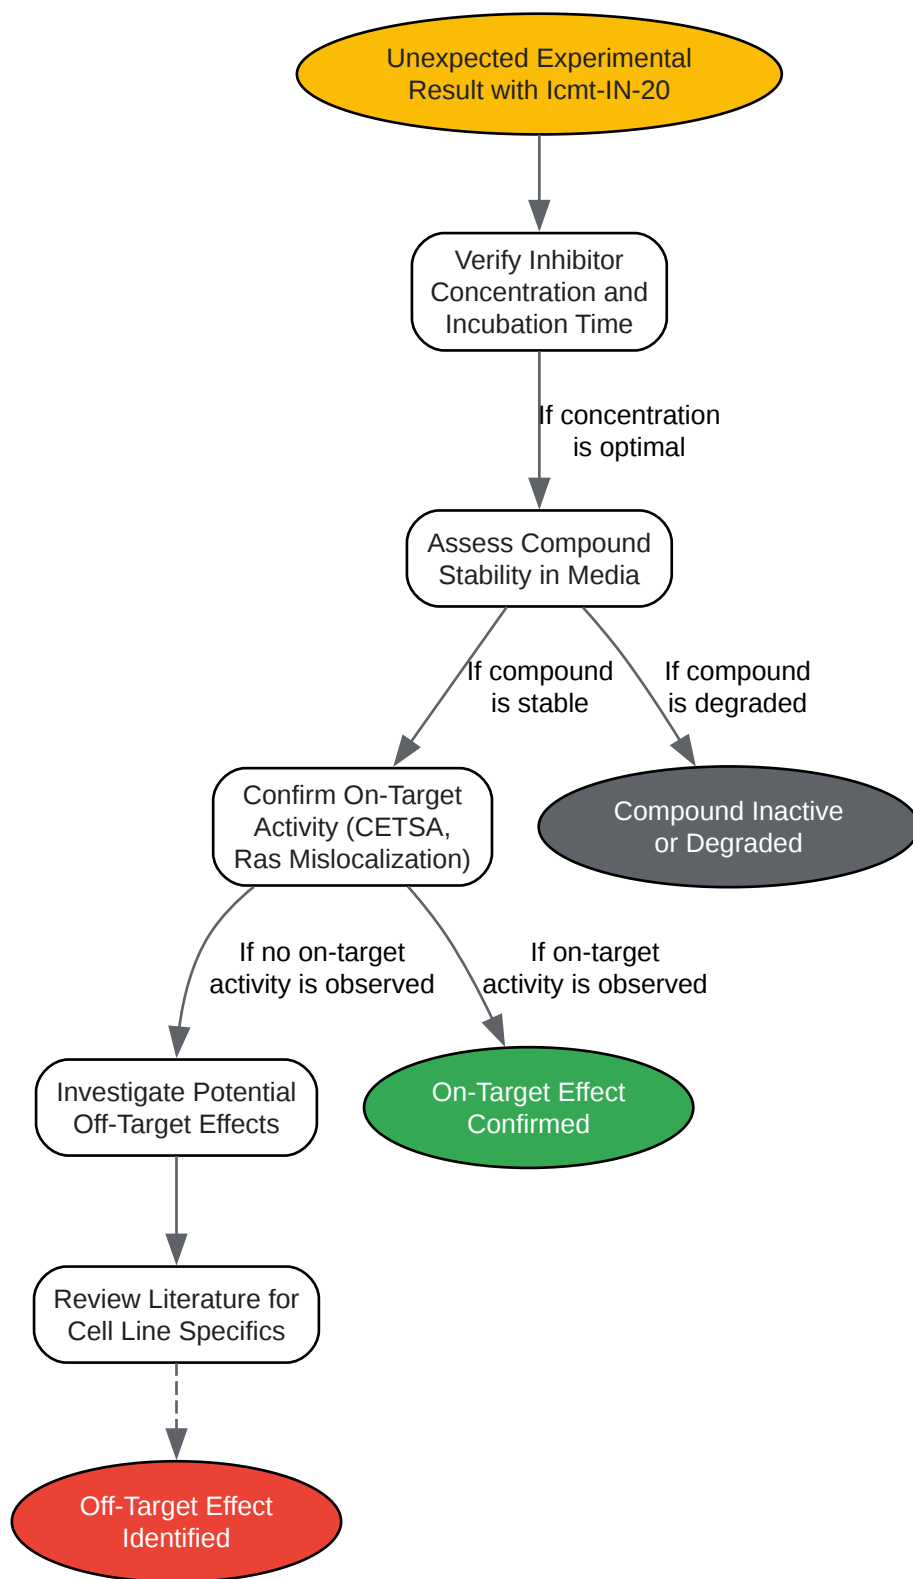 Unexpected Experimental
Result with Icmt-IN-20
Verify Inhibitor
Concentration and
Incubation Time
If concentration
is optimal
Assess Compound
Stability in Media
If compound
is stable
If compound
is degraded
Confirm On-Target
Activity (CETSA,
Ras Mislocalization)
Compound Inactive
or Degraded
If no on-target
activity is observed
If on-target
activity is observed
Investigate Potential
Off-Target Effects
On-Target Effect
Confirmed
Review Literature for
Cell Line Specifics
Off-Target Effect
Identified